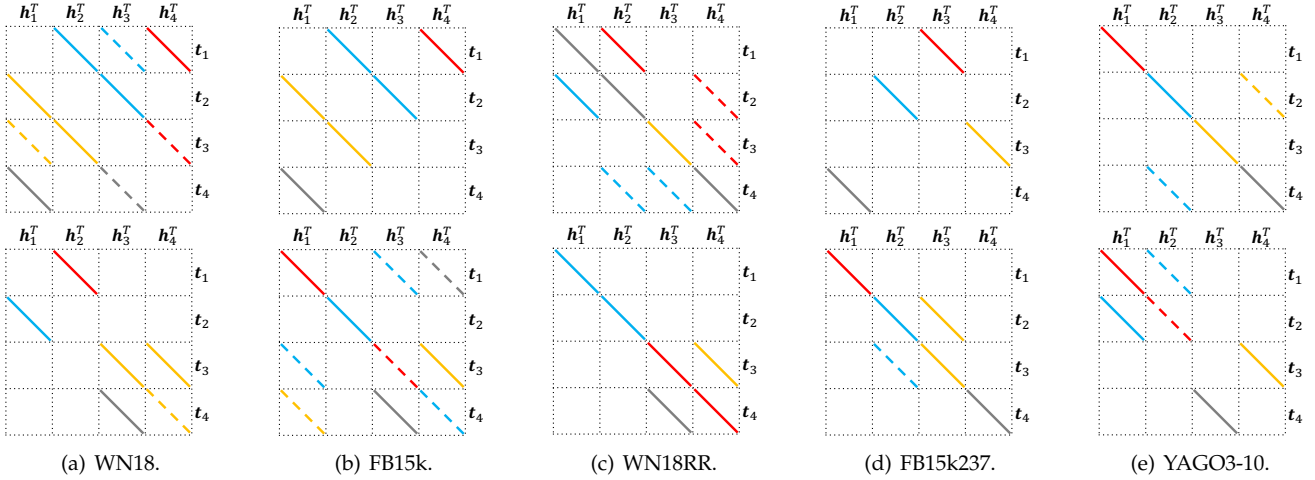 h₁ᵀ h₂ᵀ h₃ᵀ h₄ᵀ
t₁
t₂
t₃
t₄
h₁ᵀ h₂ᵀ h₃ᵀ h₄ᵀ
t₁
t₂
t₃
t₄
(a) WN18.
h₁ᵀ h₂ᵀ h₃ᵀ h₄ᵀ
t₁
t₂
t₃
t₄
h₁ᵀ h₂ᵀ h₃ᵀ h₄ᵀ
t₁
t₂
t₃
t₄
(b) FB15k.
h₁ᵀ h₂ᵀ h₃ᵀ h₄ᵀ
t₁
t₂
t₃
t₄
h₁ᵀ h₂ᵀ h₃ᵀ h₄ᵀ
t₁
t₂
t₃
t₄
(c) WN18RR.
h₁ᵀ h₂ᵀ h₃ᵀ h₄ᵀ
t₁
t₂
t₃
t₄
h₁ᵀ h₂ᵀ h₃ᵀ h₄ᵀ
t₁
t₂
t₃
t₄
(d) FB15k237.
h₁ᵀ h₂ᵀ h₃ᵀ h₄ᵀ
t₁
t₂
t₃
t₄
h₁ᵀ h₂ᵀ h₃ᵀ h₄ᵀ
t₁
t₂
t₃
t₄
(e) YAGO3-10.